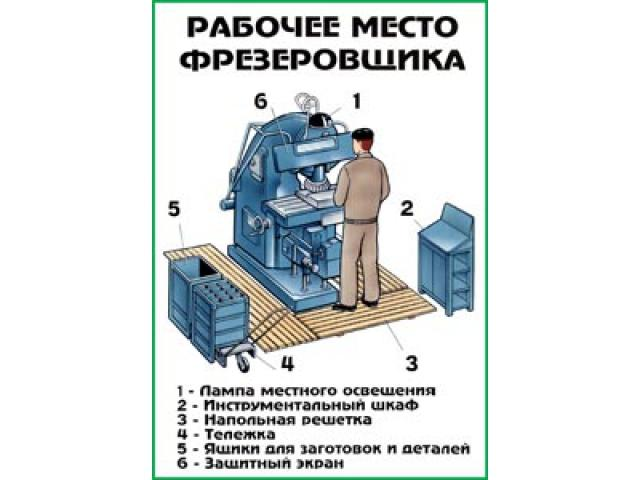 РАБОЧЕЕ МЕСТО
ФРЕЗЕРОВЩИКА
6 1
5 2
4 3
1 - Лампа местного освещения
2 - Инструментальный шкаф
3 - Напольная решетка
4 - Тележка
5 - Ящики для заготовок и деталей
6 - Защитный экран